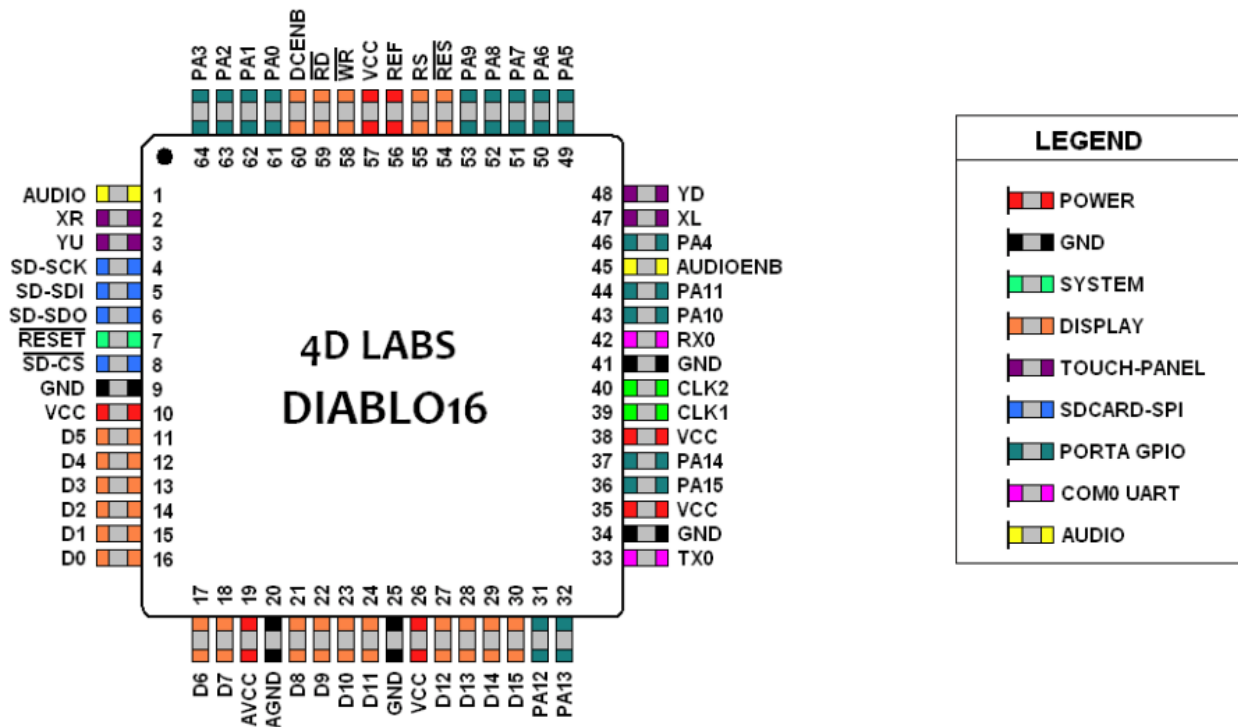 PA3 PA2 PA1 PA0 DCENB RD WR VCC REF RS RES PA9 PA8 PA7 PA6 PA5
64 63 62 61 60 59 58 57 56 55 54 53 52 51 50 49
AUDIO 1
XR 2
YU 3
SD-SCK 4
SD-SDI 5
SD-SDO 6
RESET 7
SD-CS 8
GND 9
VCC 10
D5 11
D4 12
D3 13
D2 14
D1 15
D0 16
4D LABS
DIABLO16
48 YD
47 XL
46 PA4
45 AUDIOENB
44 PA11
43 PA10
42 RX0
41 GND
40 CLK2
39 CLK1
38 VCC
37 PA14
36 PA15
35 VCC
34 GND
33 TX0
17 18 19 20 21 22 23 24 25 26 27 28 29 30 31 32
D6 D7 AVCC AGND D8 D9 D10 D11 GND VCC D12 D13 D14 D15 PA12 PA13
LEGEND
POWER
GND
SYSTEM
DISPLAY
TOUCH-PANEL
SDCARD-SPI
PORTA GPIO
COM0 UART
AUDIO